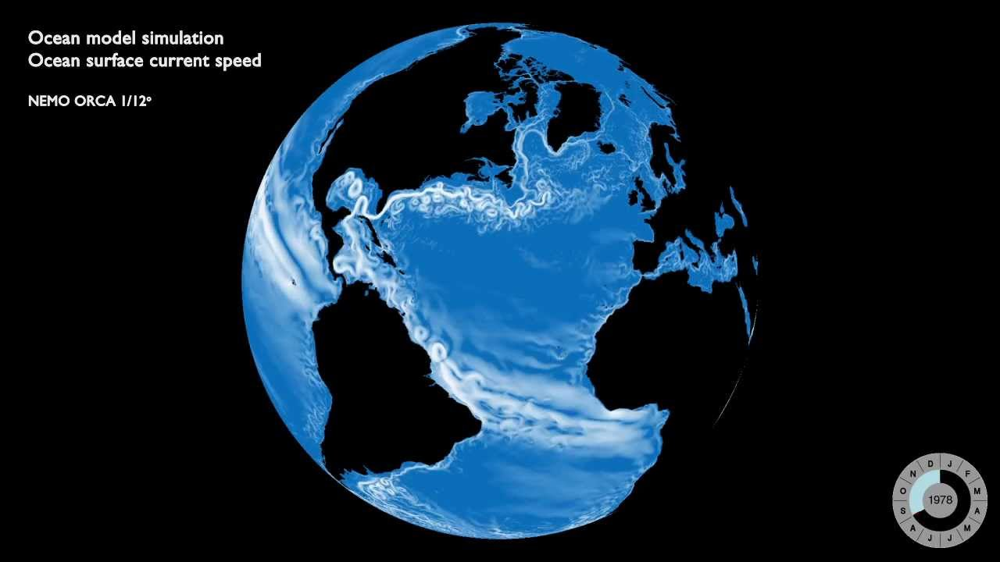 Ocean model simulation
Ocean surface current speed
NEMO ORCA 1/12°
D J
N F
O M
1978
S A
A M
J J